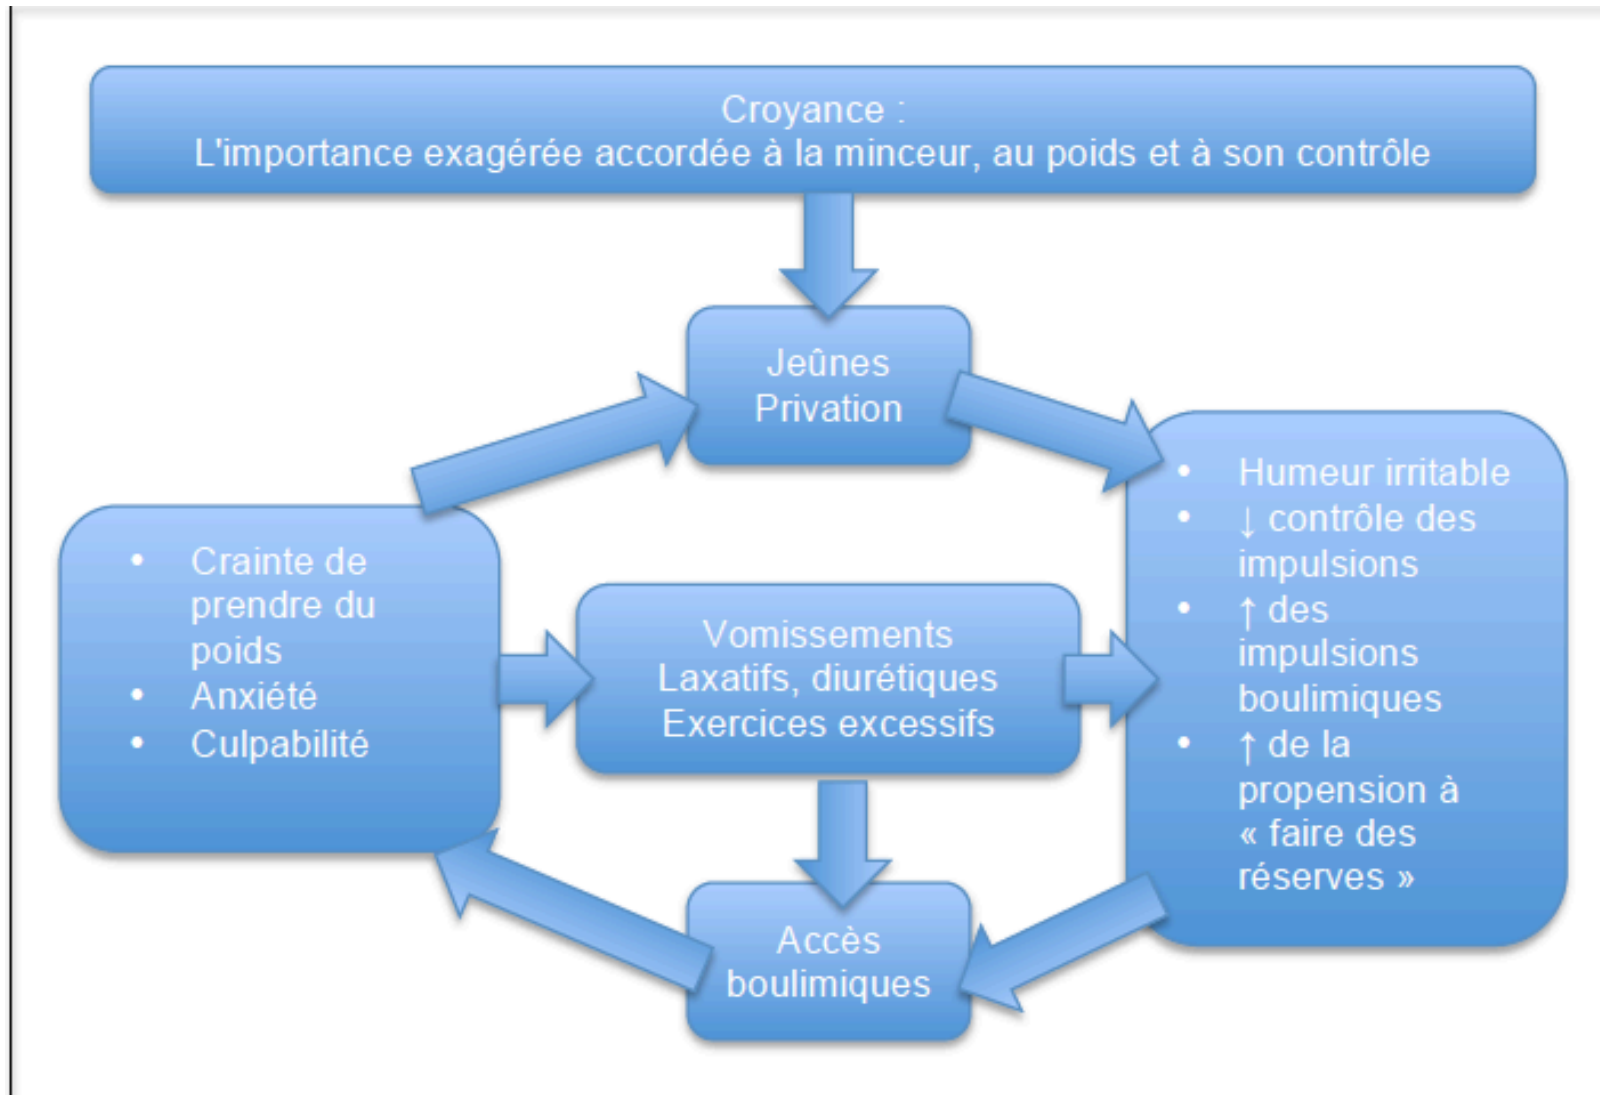 Croyance :
L'importance exagérée accordée à la minceur, au poids et à son contrôle
Jeûnes
Privation
• Humeur irritable
• ↓ contrôle des
impulsions
• ↑ des
impulsions
boulimiques
• ↑ de la
propension à
« faire des
réserves »
• Crainte de
prendre du
poids
• Anxiété
• Culpabilité
Vomissements
Laxatifs, diurétiques
Exercices excessifs
Accès
boulimiques